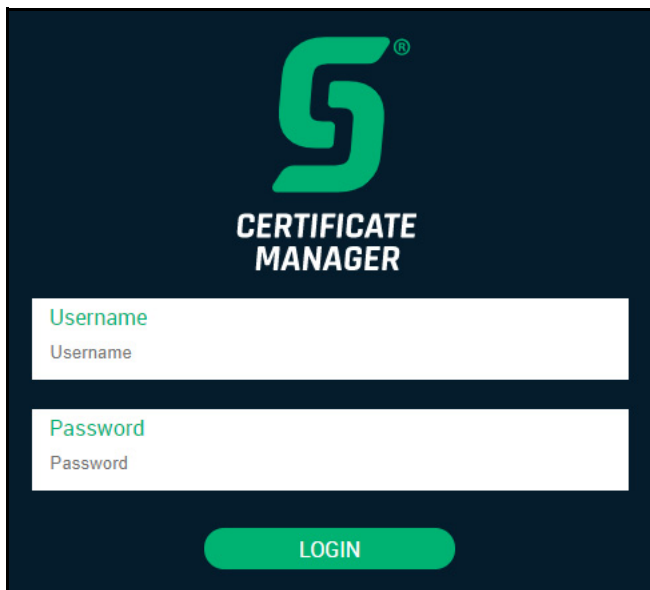 ®
CERTIFICATE
MANAGER
Username
Username
Password
Password
LOGIN